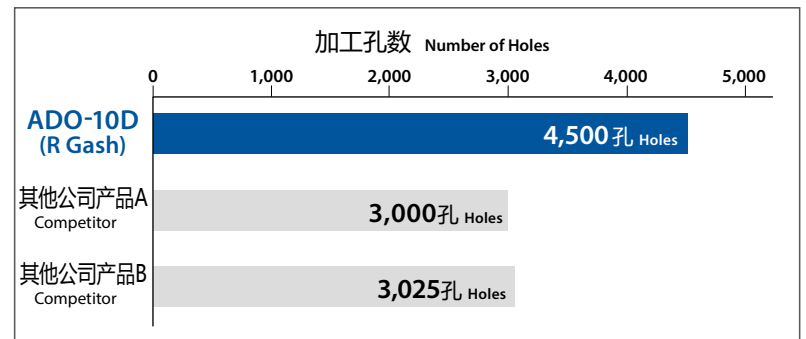 加工孔数 Number of Holes
0 1,000 2,000 3,000 4,000 5,000
ADO-10D
(R Gash)
4,500孔 Holes
其他公司产品A
Competitor
3,000孔 Holes
其他公司产品B
Competitor
3,025孔 Holes